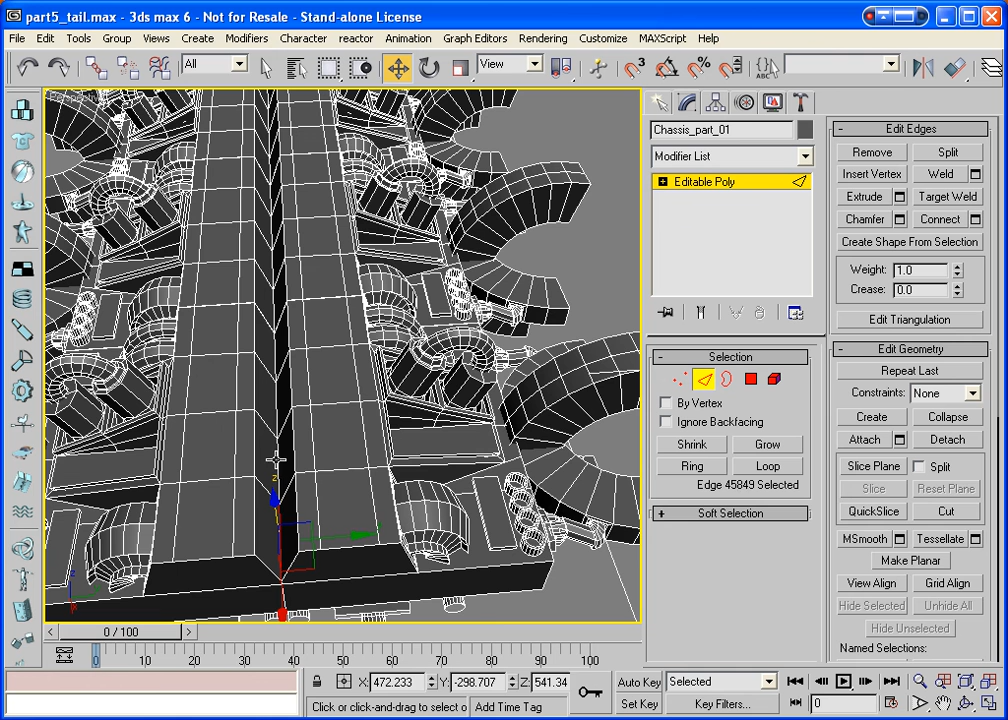 part5_tail.max - 3ds max 6 - Not for Resale - Stand-alone License
File Edit Tools Group Views Create Modifiers Character reactor Animation Graph Editors Rendering Customize MAXScript Help
All View
Perspective
Chassis_part_01
Modifier List
Editable Poly
Selection
By Vertex
Ignore Backfacing
Shrink Grow
Ring Loop
Edge 45849 Selected
Soft Selection
Edit Edges
Remove Split
Insert Vertex Weld
Extrude Target Weld
Chamfer Connect
Create Shape From Selection
Weight: 1.0
Crease: 0.0
Edit Triangulation
Edit Geometry
Repeat Last
Constraints: None
Create Collapse
Attach Detach
Slice Plane Split
Slice Reset Plane
QuickSlice Cut
MSmooth Tessellate
Make Planar
View Align Grid Align
Hide Selected Unhide All
Hide Unselected
Named Selections:
0 / 100
0 10 20 30 40 50 60 70 80 90 100
X: 472.233 Y: -298.707 Z: 541.34
Auto Key Selected
Click or click-and-drag to select o Add Time Tag
Set Key Key Filters... 0